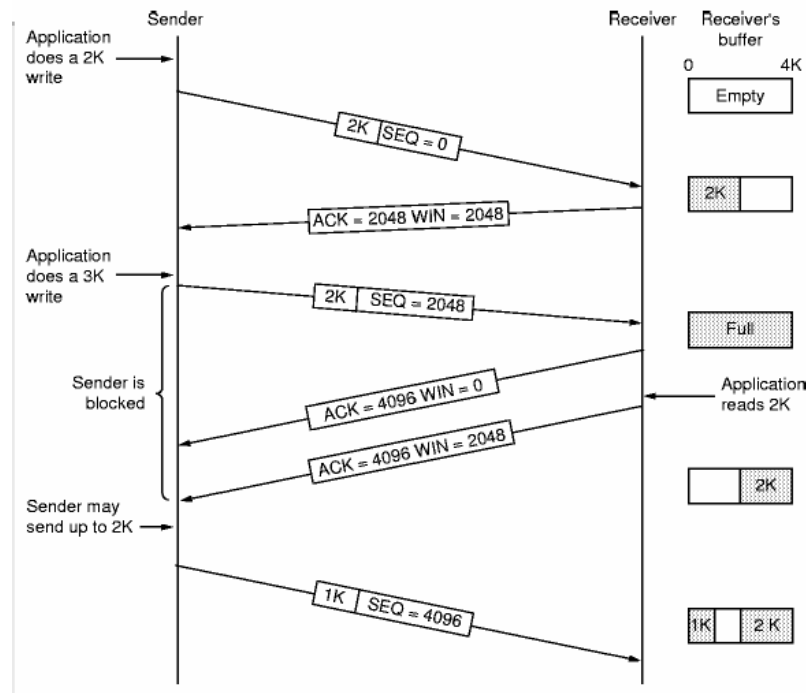 Sender
Receiver
Receiver's
buffer
Application
does a 2K
write
0 4K
Empty
2K SEQ = 0
2K
ACK = 2048 WIN = 2048
Application
does a 3K
write
2K SEQ = 2048
Full
Sender is
blocked
Application
reads 2K
ACK = 4096 WIN = 0
ACK = 4096 WIN = 2048
2K
Sender may
send up to 2K
1K SEQ = 4096
1K 2 K